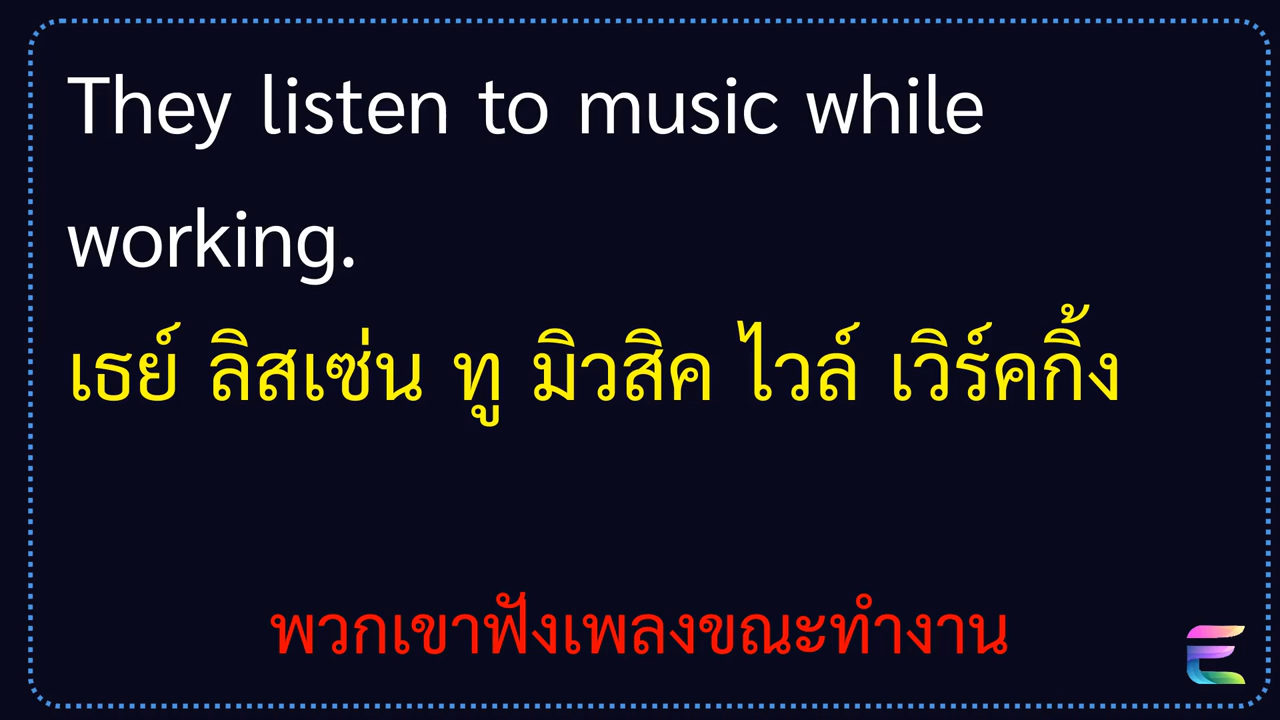 They listen to music while
working.
เธย์ ลิสเซ่น ทู มิวสิค ไวล์ เวิร์คกิ้ง
พวกเขาฟังเพลงขณะทำงาน